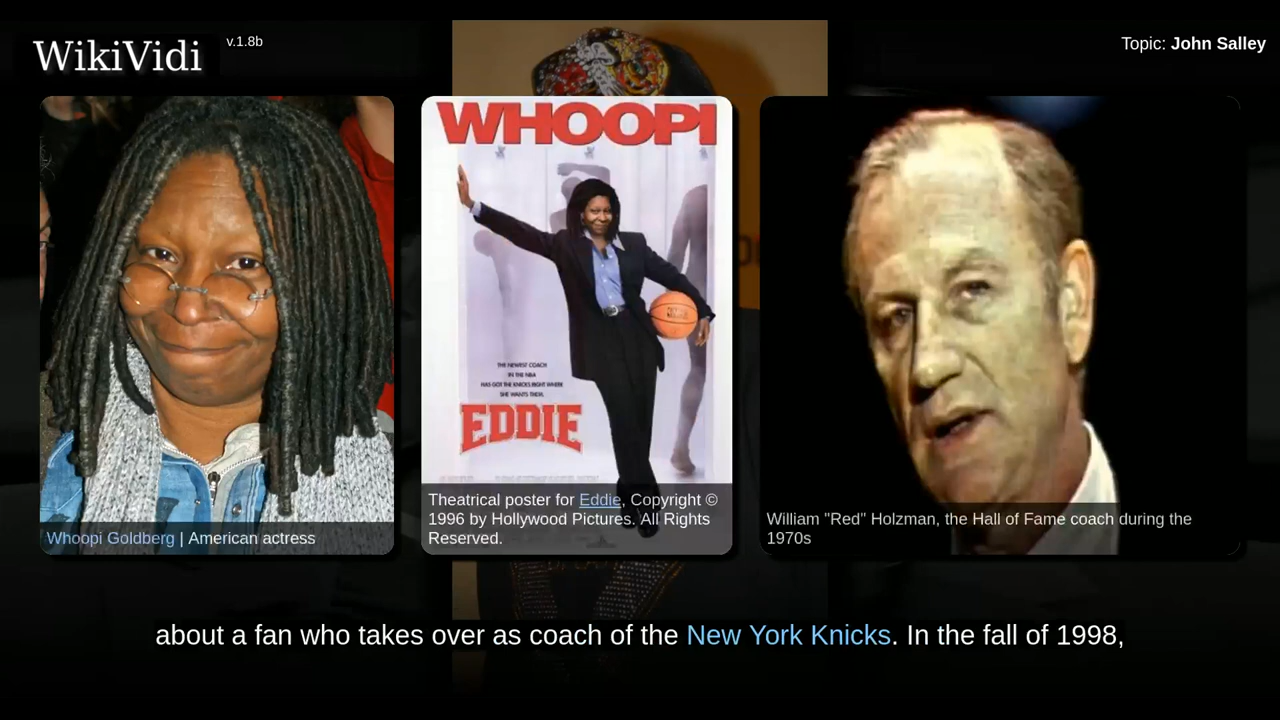 WikiVidi
v.1.8b
Topic: John Salley
WHOOPI
THE NEWEST COACH
IN THE NBA
HAS GOT THE KNICKS RIGHT WHERE
SHE WANTS THEM.
EDDIE
Whoopi Goldberg | American actress
Theatrical poster for Eddie, Copyright ©
1996 by Hollywood Pictures. All Rights
Reserved.
William "Red" Holzman, the Hall of Fame coach during the
1970s
about a fan who takes over as coach of the New York Knicks. In the fall of 1998,